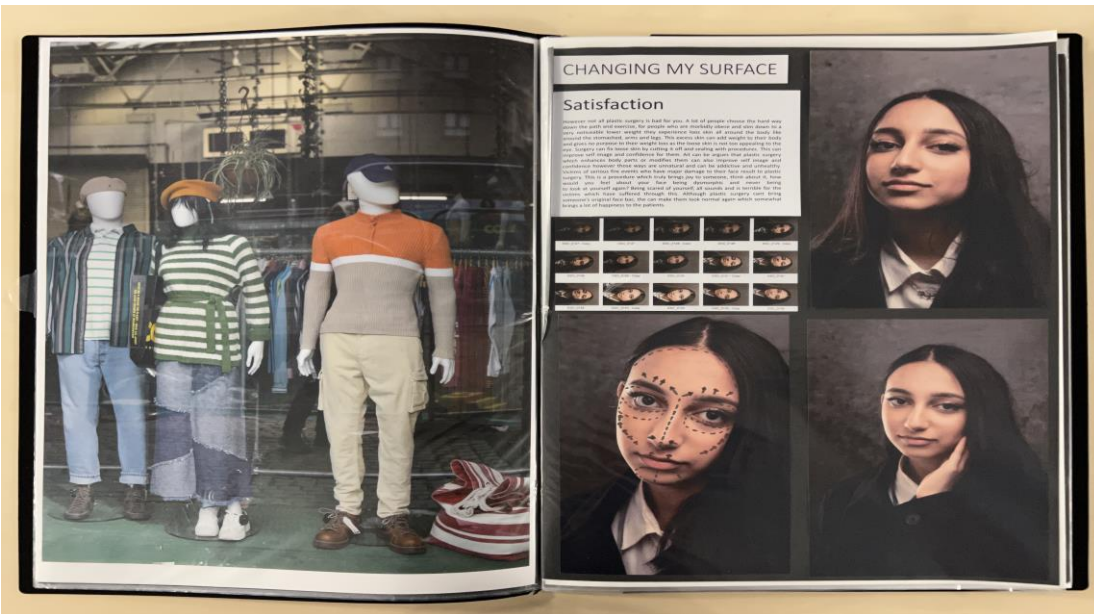 CHANGING MY SURFACE
Satisfaction
However not all plastic surgery is bad for you. A lot of people choose the hard way
down the path and exercise, for people who are morbidly obese and slim down to a
very noticeable lower weight they experience loss skin all around the body like
around the stomached, arms and legs. This excess skin can add weight to their body
and gives no purpose to their weight loss as the loose skin is not too appealing to the
eye. Surgery can fix loose skin by cutting it off and sealing with procedures. This can
improve self image and confidence for them. Ait can be argues that plastic surgery
which enhances body parts or modifies them can also improve self image and
confidence however those ways are unnatural and can be addictive and unhealthy.
Victims of serious fire events who have major damage to their face result to plastic
surgery. This is a procedure which truly brings joy to someone, think about it, how
would you feel about your face being dysmorphic and never being
to look at yourself again? Being scared of yourself; all sounds and is terrible for the
victims which have suffered through this. Although plastic surgery cant bring
someone's original face bac, the can make them look normal again which somewhat
brings a lot of happiness to the patients.